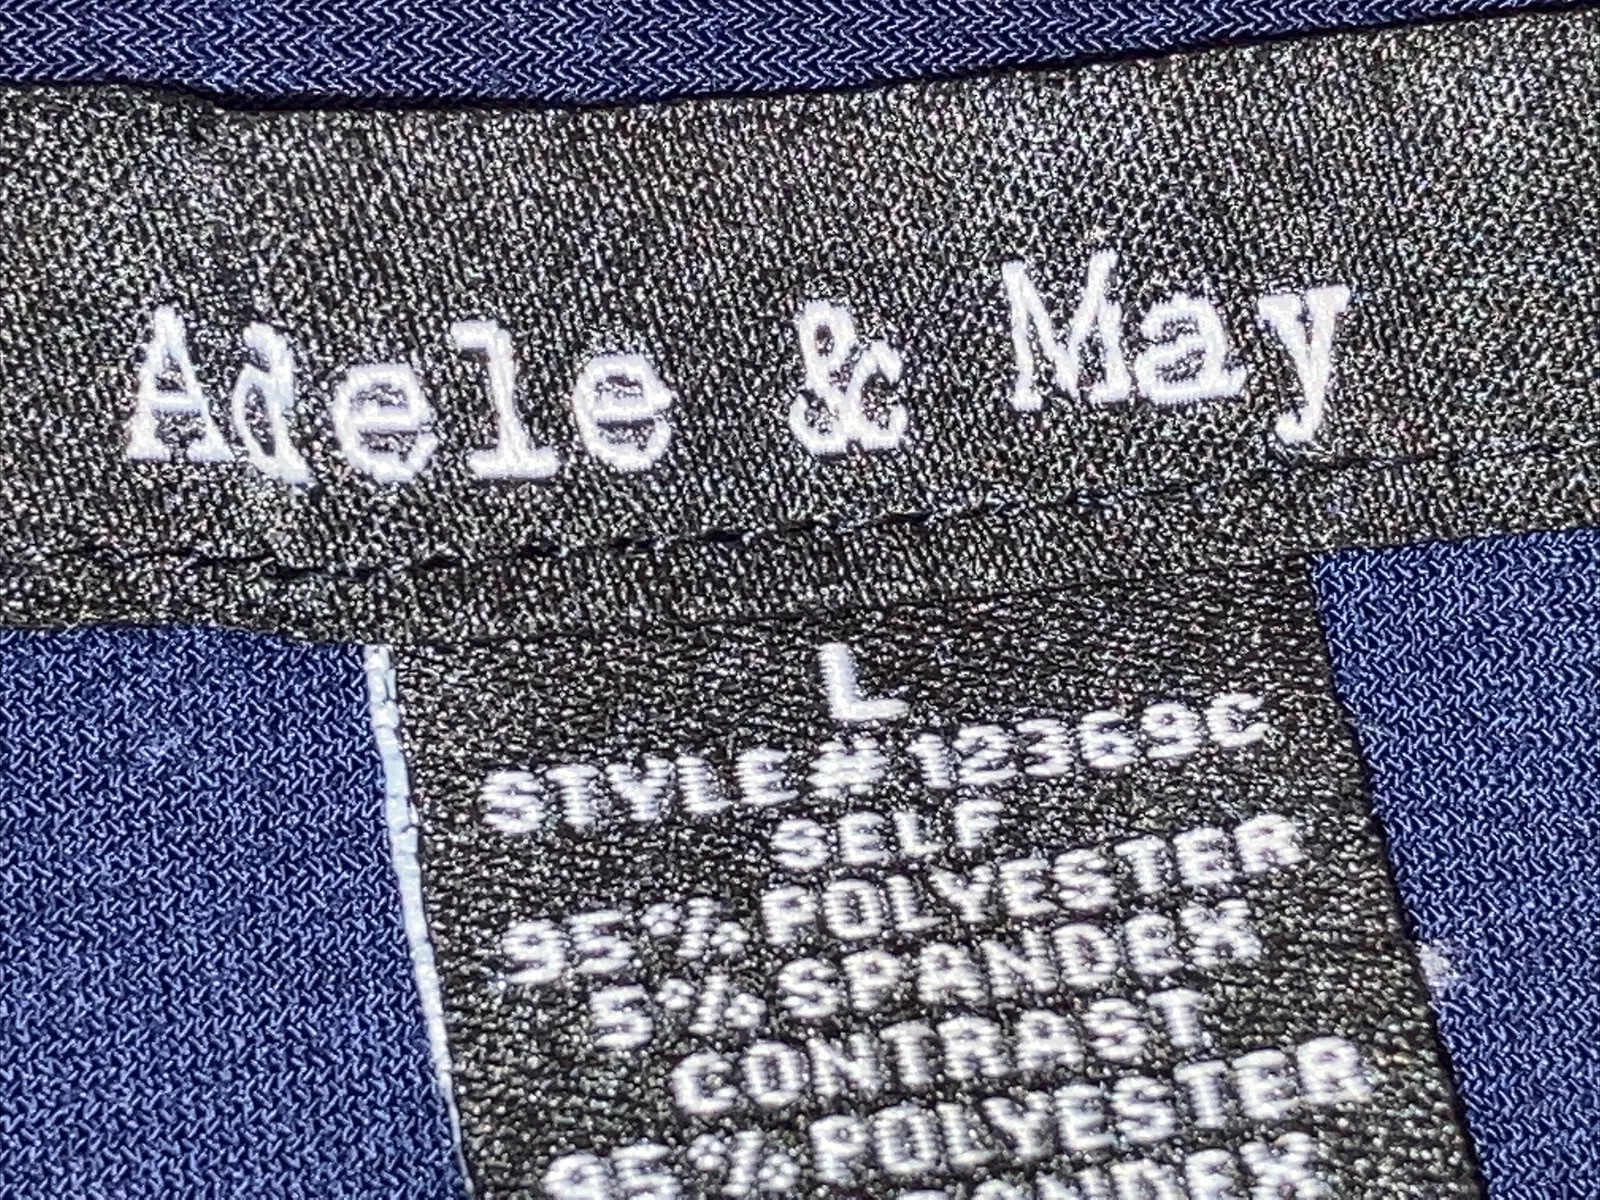 Adele & May
L
STYLE#12369C
SELF
95% POLYESTER
5% SPANDEX
CONTRAST
95% POLYESTER